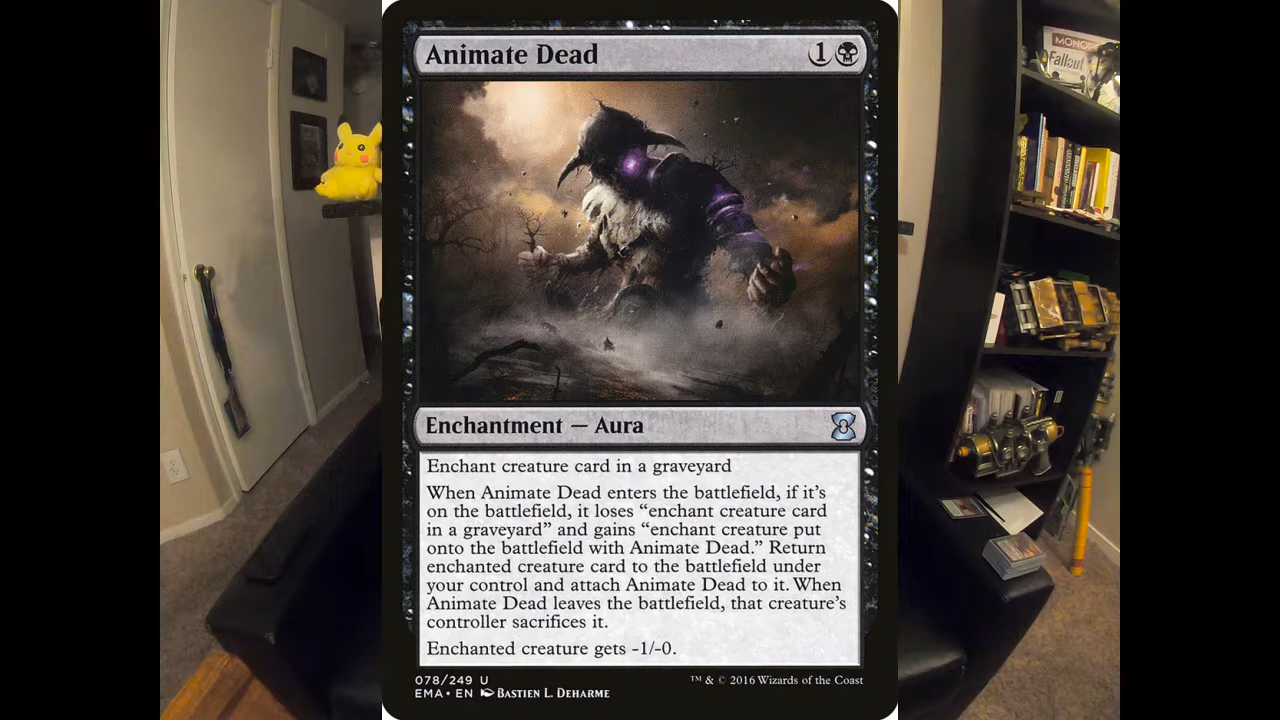 Animate Dead
1
MONOPO
Fallout
Enchantment — Aura
Enchant creature card in a graveyard
When Animate Dead enters the battlefield, if it's
on the battlefield, it loses “enchant creature card
in a graveyard” and gains “enchant creature put
onto the battlefield with Animate Dead.” Return
enchanted creature card to the battlefield under
your control and attach Animate Dead to it. When
Animate Dead leaves the battlefield, that creature's
controller sacrifices it.
Enchanted creature gets -1/-0.
078/249 U
EMA • EN Bastien L. Deharme
™ & © 2016 Wizards of the Coast